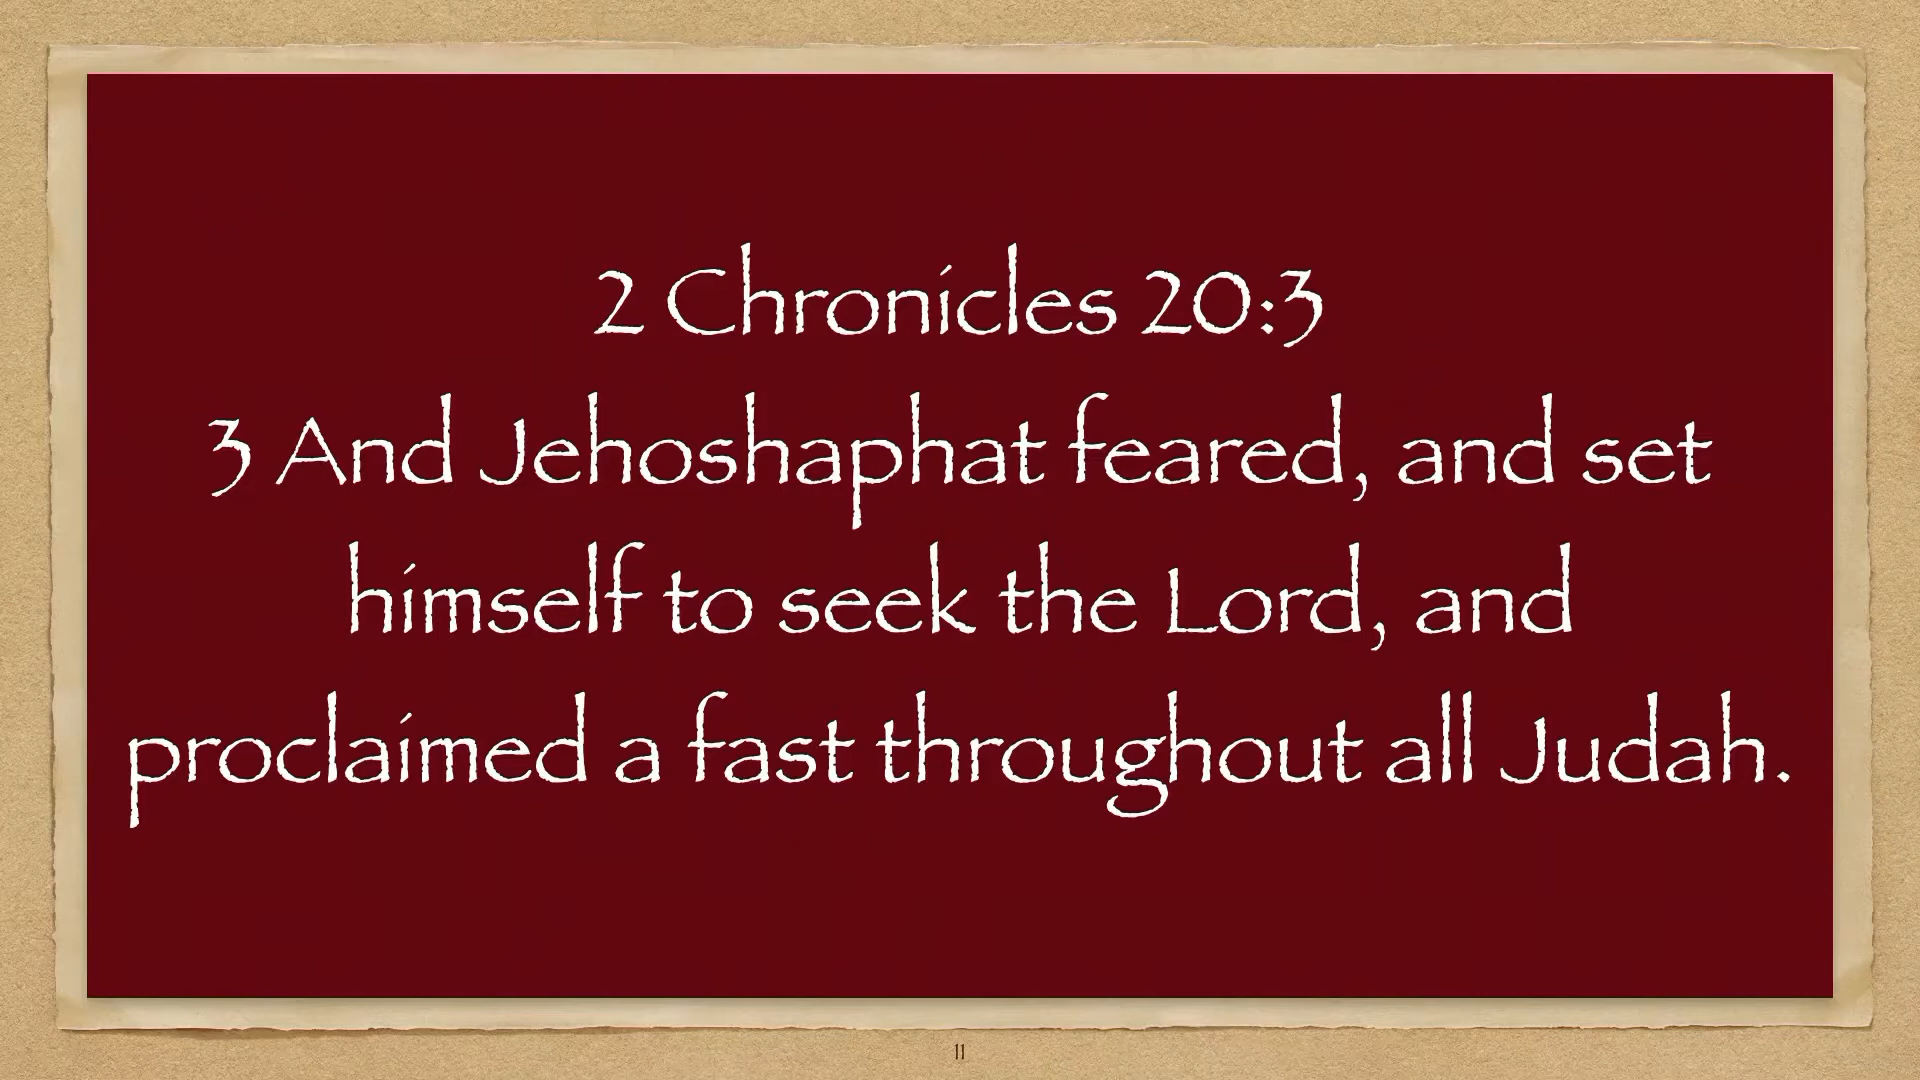 2 Chronicles 20:3
3 And Jehoshaphat feared, and set
himself to seek the Lord, and
proclaimed a fast throughout all Judah.
11